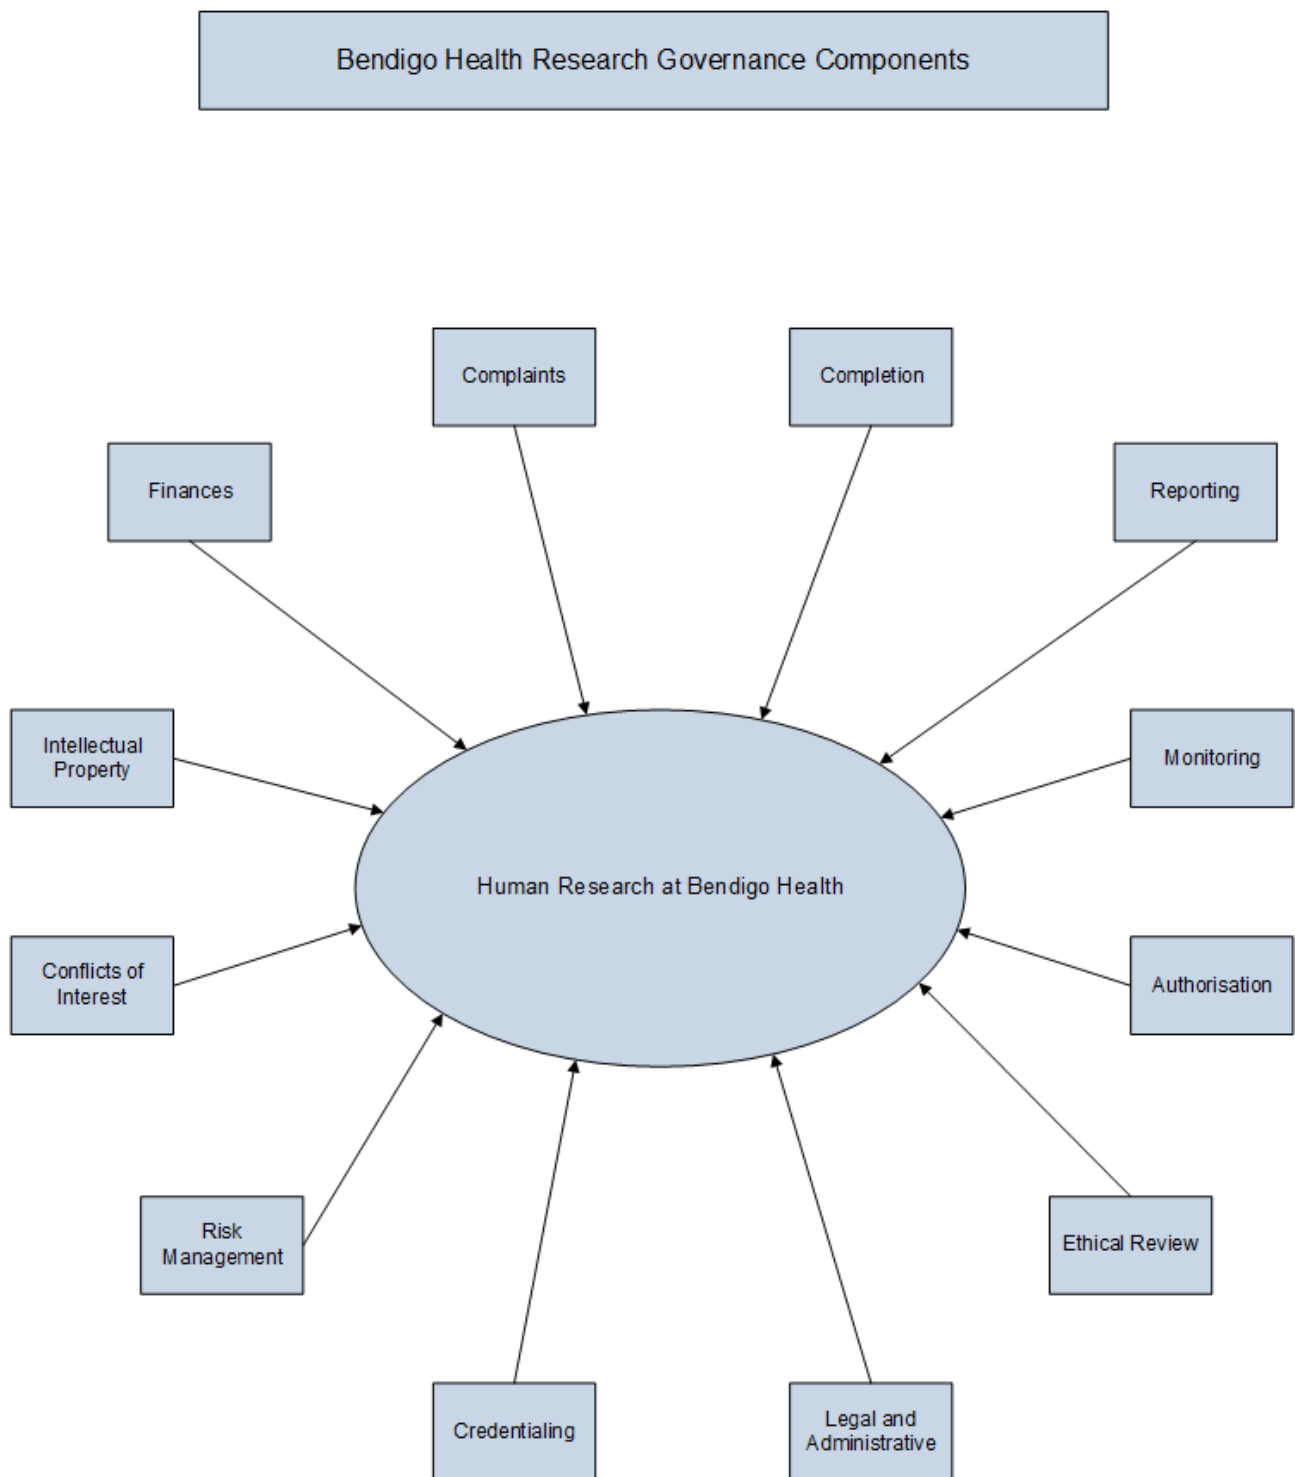 Bendigo Health Research Governance Components
Complaints
Completion
Finances
Reporting
Intellectual
Property
Monitoring
Human Research at Bendigo Health
Conflicts of
Interest
Authorisation
Risk
Management
Ethical Review
Credentialing
Legal and
Administrative